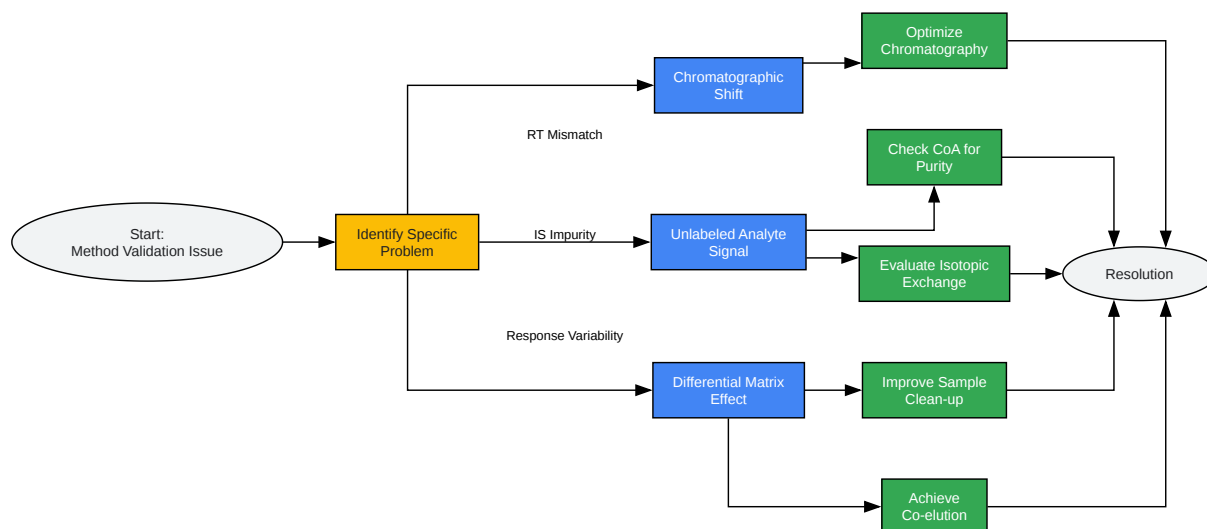 Optimize
Chromatography
Chromatographic
Shift
RT Mismatch
Check CoA for
Purity
Start:
Method Validation Issue
Identify Specific
Problem
IS Impurity
Unlabeled Analyte
Signal
Evaluate Isotopic
Exchange
Resolution
Response Variability
Differential Matrix
Effect
Improve Sample
Clean-up
Achieve
Co-elution